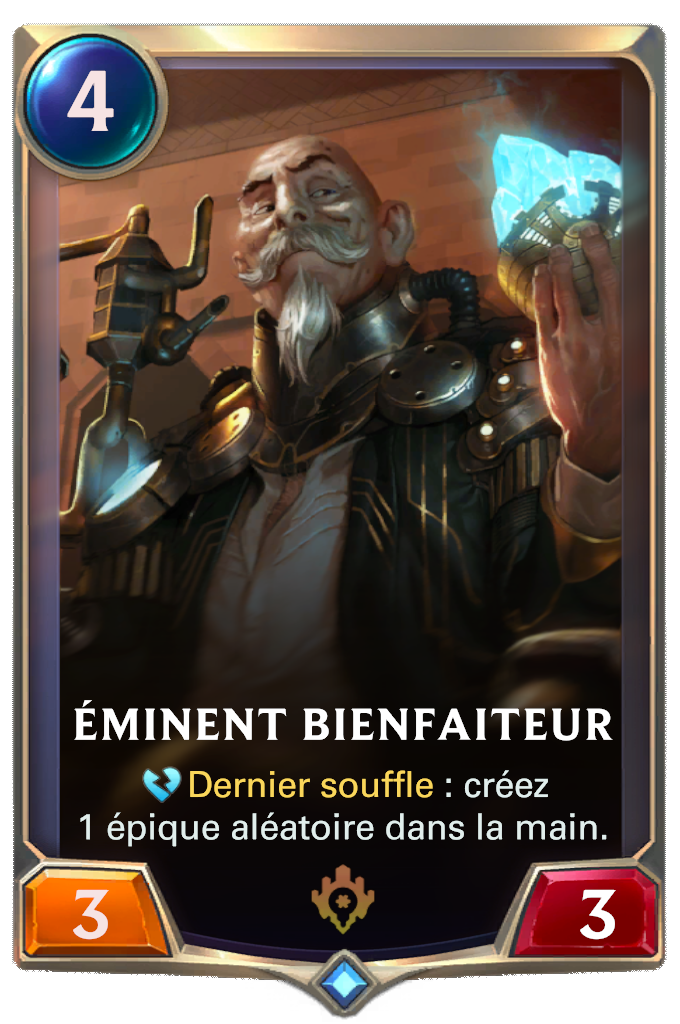 4
ÉMINENT BIENFAITEUR
Dernier souffle : créez
1 épique aléatoire dans la main.
3
3